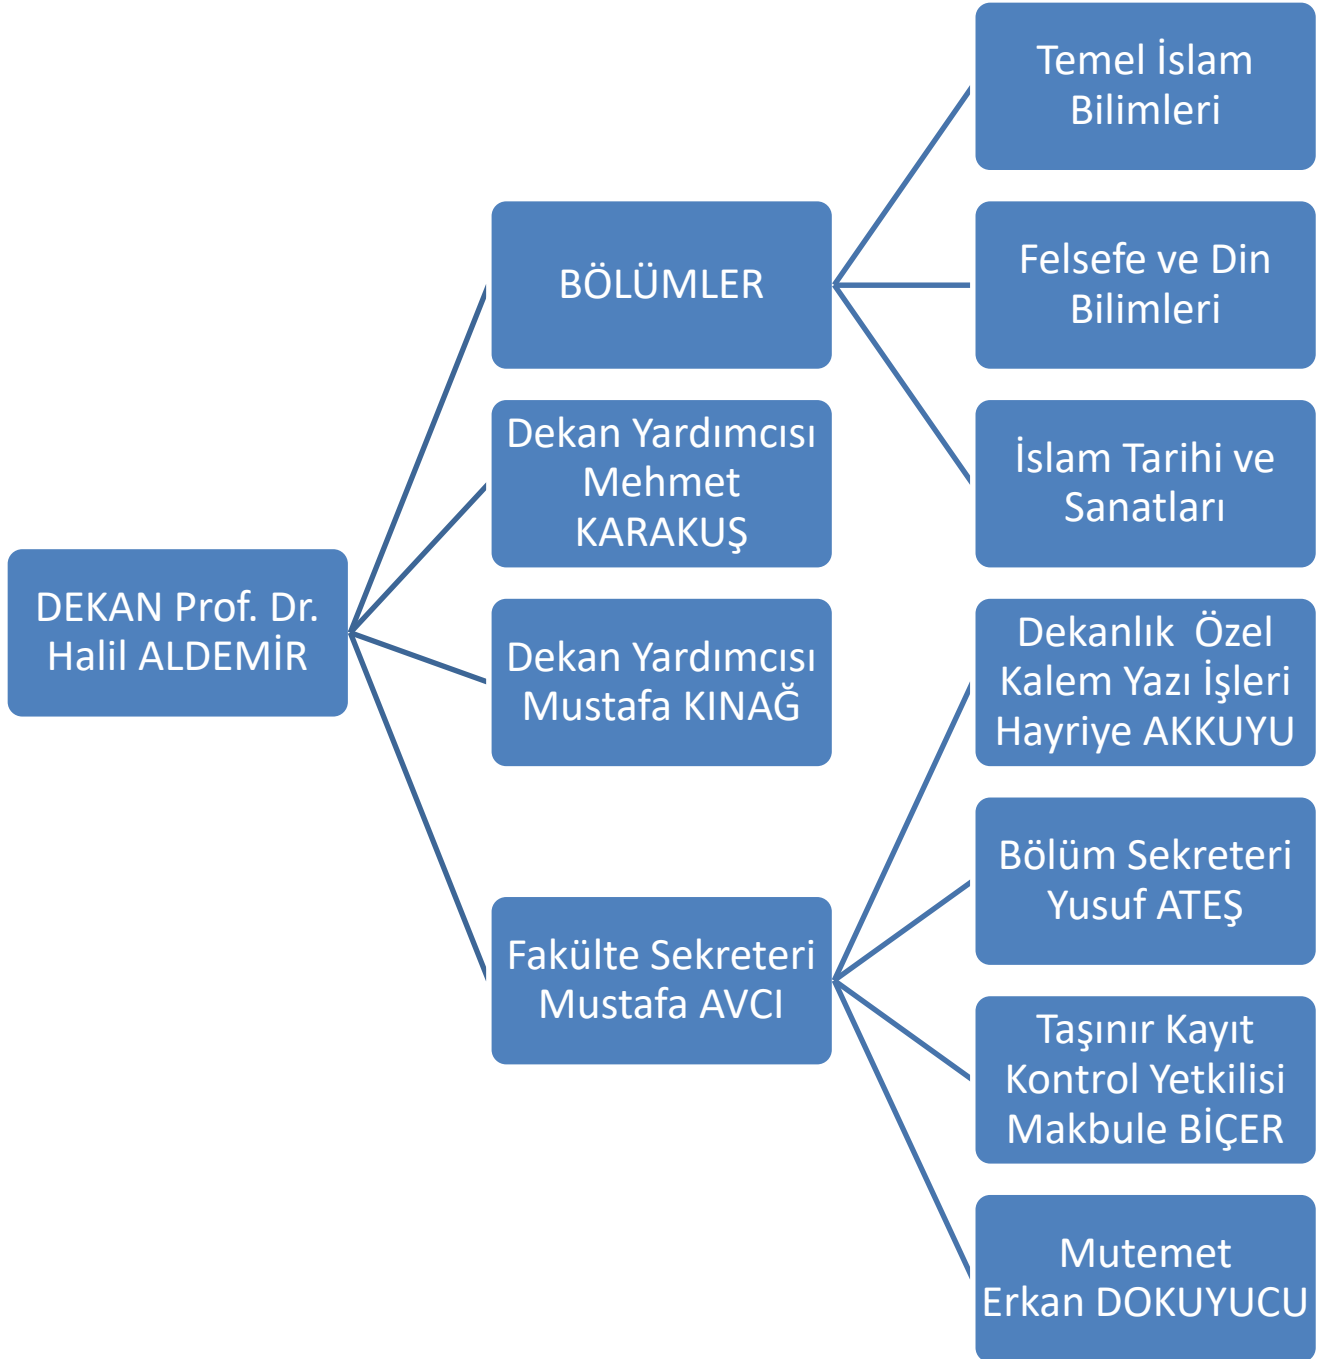 DEKAN Prof. Dr.
Halil ALDEMİR
BÖLÜMLER
Temel İslam
Bilimleri
Felsefe ve Din
Bilimleri
İslam Tarihi ve
Sanatları
Dekan Yardımcısı
Mehmet
KARAKUŞ
Dekan Yardımcısı
Mustafa KINAĞ
Fakülte Sekreteri
Mustafa AVCI
Dekanlık  Özel
Kalem Yazı İşleri
Hayriye AKKUYU
Bölüm Sekreteri
Yusuf ATEŞ
Taşınır Kayıt
Kontrol Yetkilisi
Makbule BİÇER
Mutemet
Erkan DOKUYUCU